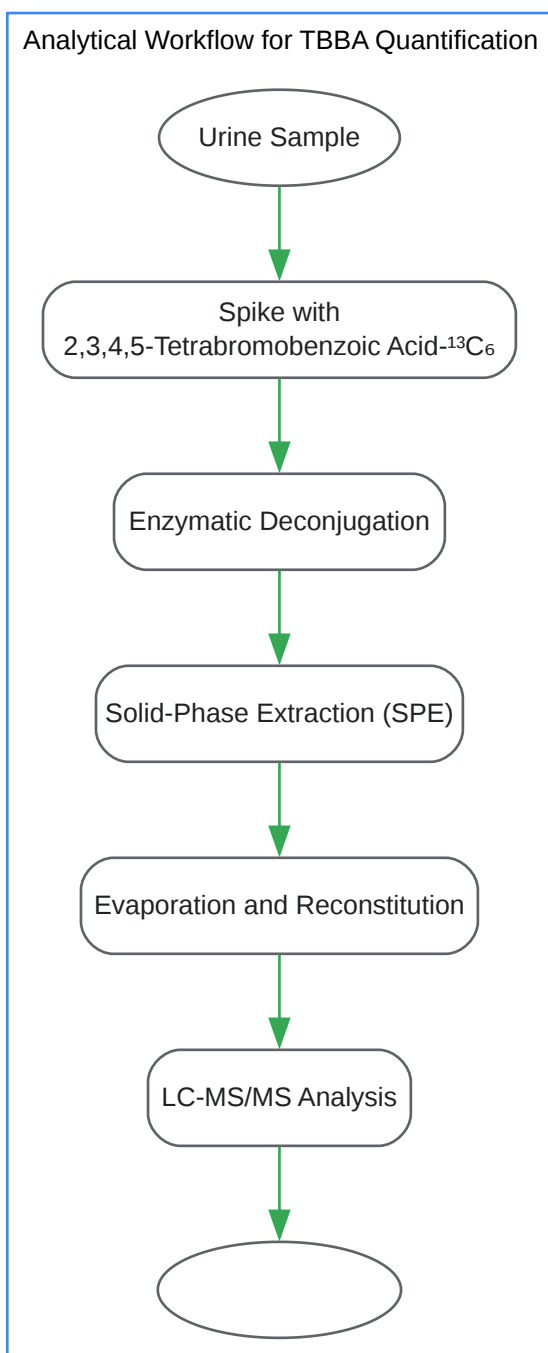 Analytical Workflow for TBBA Quantification
Urine Sample
Spike with
2,3,4,5-Tetrabromobenzoic Acid-¹³C₆
Enzymatic Deconjugation
Solid-Phase Extraction (SPE)
Evaporation and Reconstitution
LC-MS/MS Analysis